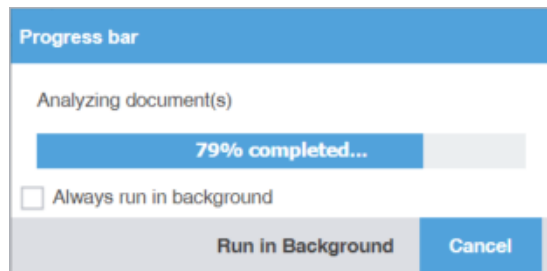 Progress bar
Analyzing document(s)
79% completed...
Always run in background
Run in Background Cancel